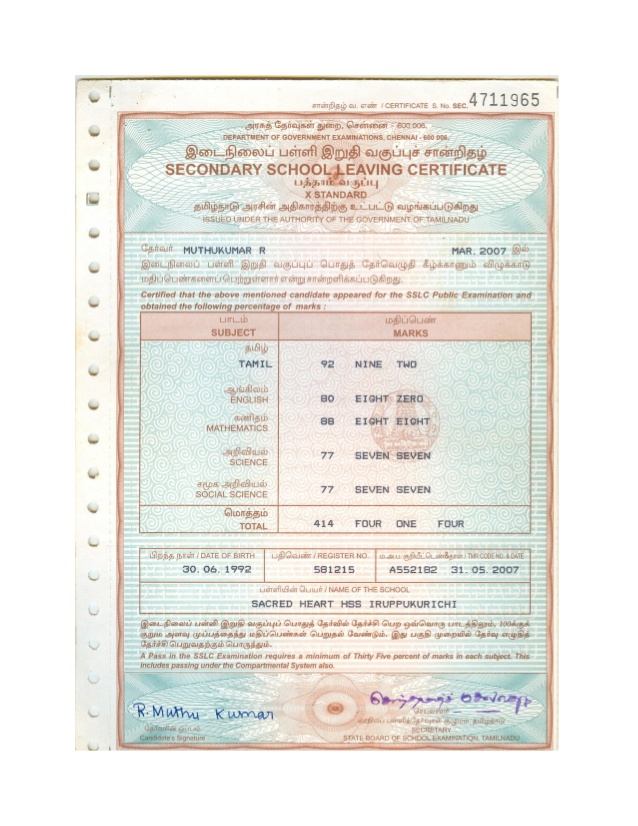 சான்றிதழ் வ. எண் / CERTIFICATE S. No. SEC. 4711965
அரசுத் தேர்வுகள் துறை, சென்னை - 600 006.
DEPARTMENT OF GOVERNMENT EXAMINATIONS, CHENNAI - 600 006.
இடைநிலைப் பள்ளி இறுதி வகுப்புச் சான்றிதழ்
SECONDARY SCHOOL LEAVING CERTIFICATE
பத்தாம் வகுப்பு
X STANDARD
தமிழ்நாடு அரசின் அதிகாரத்திற்கு உட்பட்டு வழங்கப்படுகிறது
ISSUED UNDER THE AUTHORITY OF THE GOVERNMENT OF TAMILNADU
தேர்வர் MUTHUKUMAR R MAR. 2007 இல்
இடைநிலைப் பள்ளி இறுதி வகுப்புப் பொதுத் தேர்வெழுதி கீழ்க்காணும் விழுக்காடு
மதிப்பெண்களைப்பெற்றுள்ளார் என்று சான்றளிக்கப்படுகிறது.
Certified that the above mentioned candidate appeared for the SSLC Public Examination and
obtained the following percentage of marks :
பாடம் மதிப்பெண்
SUBJECT MARKS
தமிழ்
TAMIL 92 NINE TWO
ஆங்கிலம்
ENGLISH 80 EIGHT ZERO
கணிதம்
MATHEMATICS 88 EIGHT EIGHT
அறிவியல்
SCIENCE 77 SEVEN SEVEN
சமூக அறிவியல்
SOCIAL SCIENCE 77 SEVEN SEVEN
மொத்தம்
TOTAL 414 FOUR ONE FOUR
பிறந்த நாள் / DATE OF BIRTH பதிவெண் / REGISTER NO. ம.அ.ப. குறியீட்டெண்&நாள் / TMR CODE NO. & DATE
30.06.1992 581215 A552182 31.05.2007
பள்ளியின் பெயர் / NAME OF THE SCHOOL
SACRED HEART HSS IRUPPUKURICHI
இடைநிலைப் பள்ளி இறுதி வகுப்புப் பொதுத் தேர்வில் தேர்ச்சி பெற ஒவ்வொரு பாடத்திலும், 100க்குக்
குறும அளவு முப்பத்தைந்து மதிப்பெண்கள் பெறுதல் வேண்டும். இது பகுதி முறையில் தேர்வு எழுதித்
தேர்ச்சி பெறுவதற்கும் பொருந்தும்.
A Pass in the SSLC Examination requires a minimum of Thirty Five percent of marks in each subject. This
includes passing under the Compartmental System also.
R. Muthu Kumar
தேர்வரின் ஒப்பம்
Candidate's Signature
செயலாளர்
SECRETARY
STATE BOARD OF SCHOOL EXAMINATION, TAMILNADU